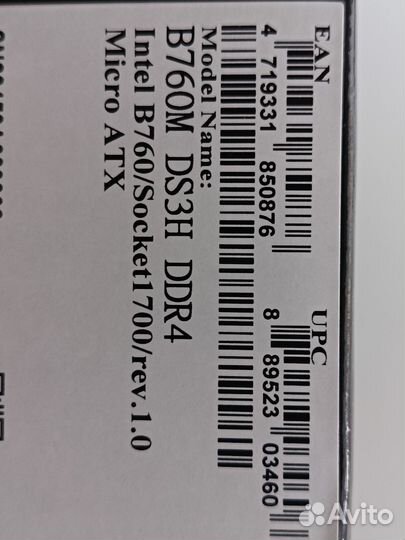 EAN
4 719331 850876
UPC
8 89523 03460
Model Name:
B760M DS3H DDR4
Intel B760/Socket1700/rev.1.0
Micro ATX
Avito